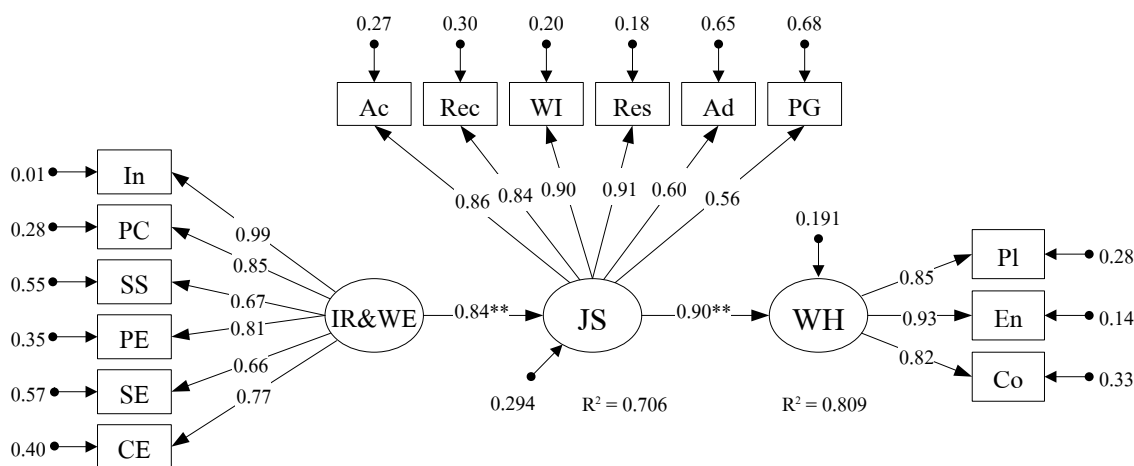 0.27 0.30 0.20 0.18 0.65 0.68
Ac Rec WI Res Ad PG
0.86 0.84 0.90 0.91 0.60 0.56
0.01 In 0.99
0.28 PC 0.85
0.55 SS 0.67
0.35 PE 0.81
0.57 SE 0.66
0.40 CE 0.77
IR&WE 0.84** JS 0.90** WH
0.294 R² = 0.706
0.191 R² = 0.809
0.85 Pl 0.28
0.93 En 0.14
0.82 Co 0.33